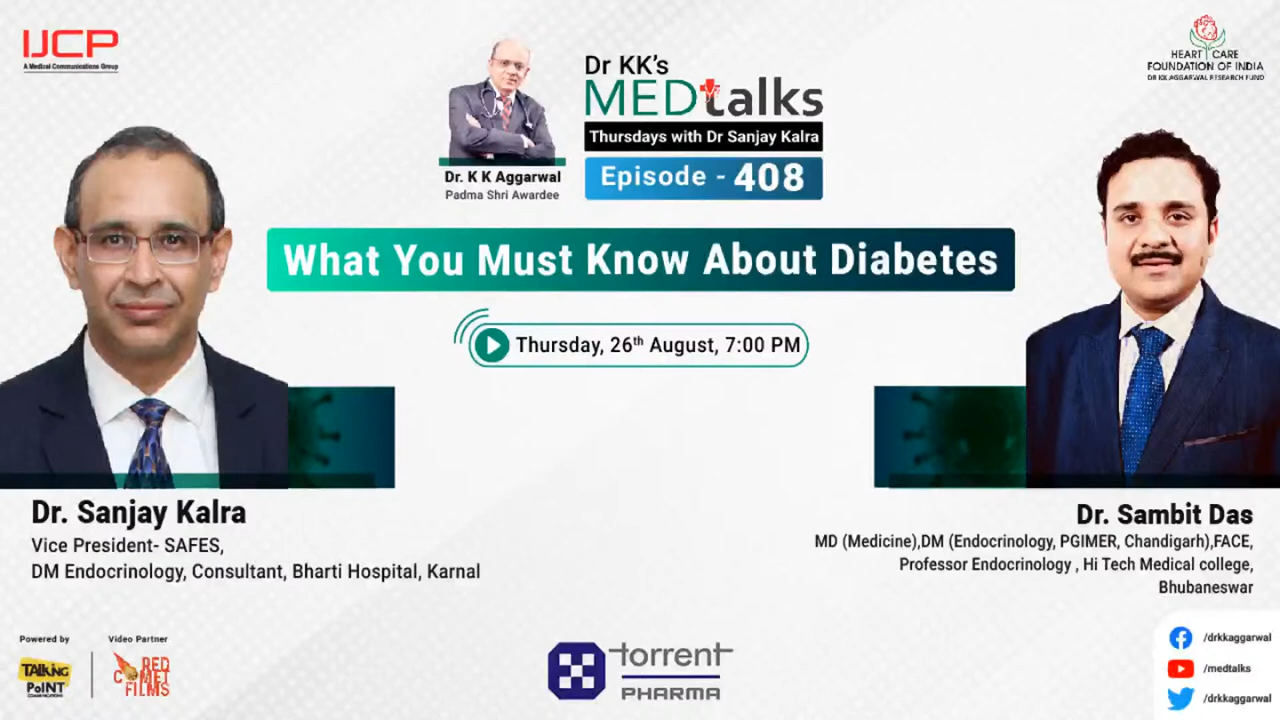 IJCP
A Medical Communications Group
Dr. K K Aggarwal
Padma Shri Awardee
Dr KK's
MEDtalks
Thursdays with Dr Sanjay Kalra
Episode - 408
HEART CARE
FOUNDATION OF INDIA
DR KK AGGARWAL RESEARCH FUND
What You Must Know About Diabetes
Thursday, 26th August, 7:00 PM
Dr. Sanjay Kalra
Vice President- SAFES,
DM Endocrinology, Consultant, Bharti Hospital, Karnal
Dr. Sambit Das
MD (Medicine),DM (Endocrinology, PGIMER, Chandigarh),FACE,
Professor Endocrinology , Hi Tech Medical college,
Bhubaneswar
Powered by
TALKiNG
PoiNT
COMMUNICATIONS
Video Partner
RED
COMET
FILMS
torrent
PHARMA
/drkkaggarwal
/medtalks
/drkkaggarwal